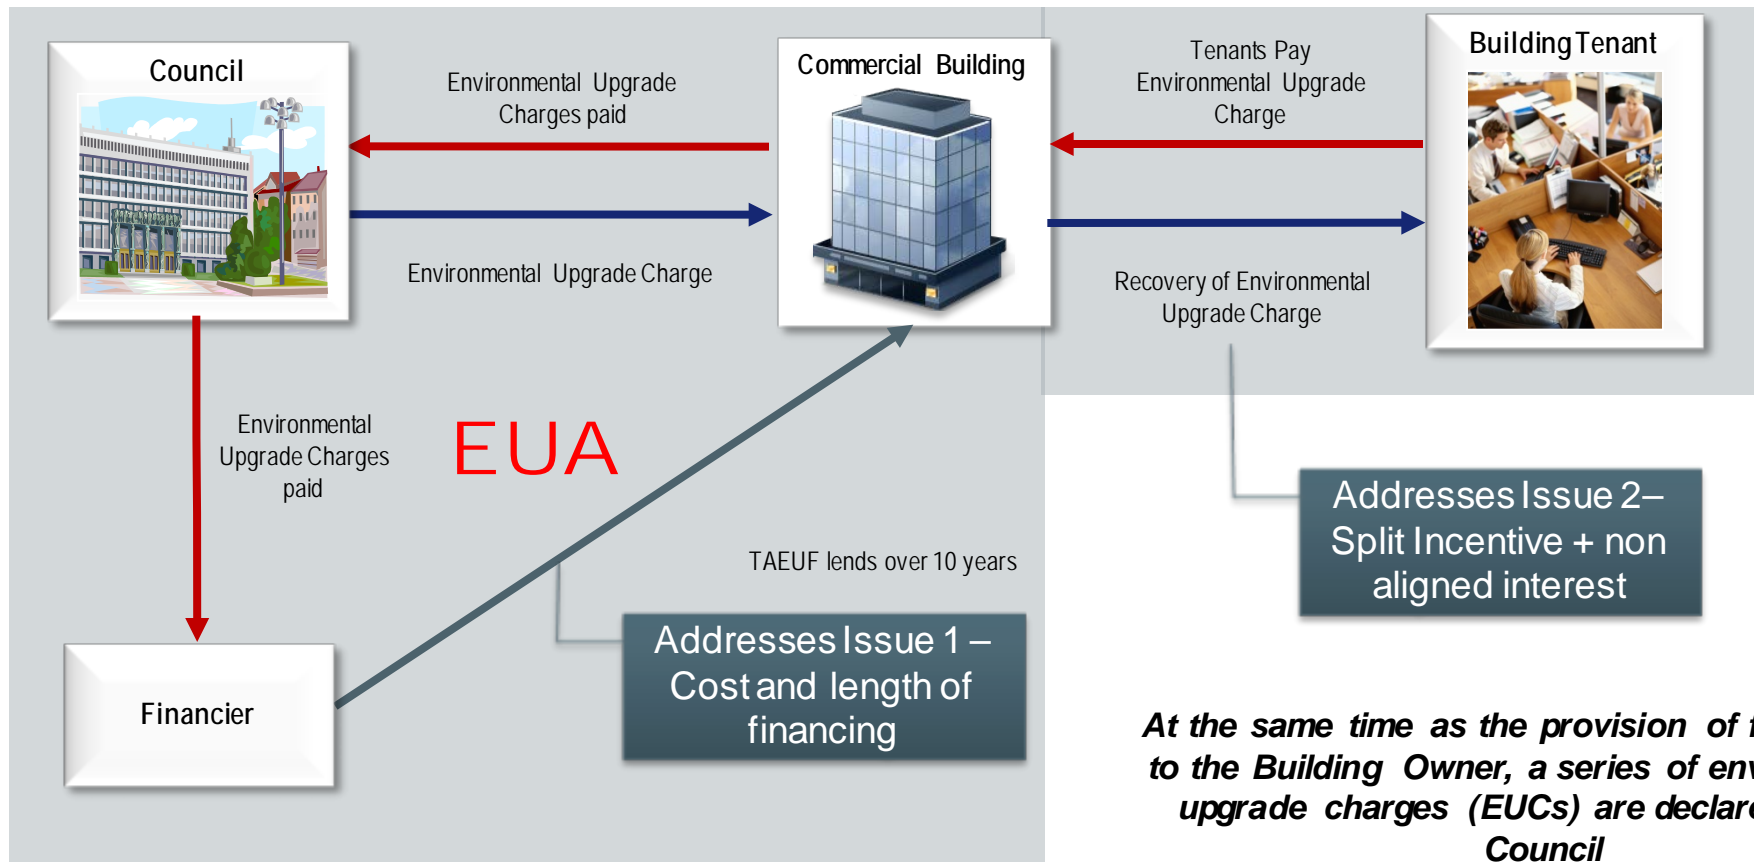 Council
Environmental Upgrade
Charges paid
Commercial Building
Tenants Pay
Environmental Upgrade
Charge
Building Tenant
Environmental Upgrade Charge
Recovery of Environmental
Upgrade Charge
Environmental
Upgrade Charges
paid
EUA
TAEUF lends over 10 years
Addresses Issue 2–
Split Incentive + non
aligned interest
Addresses Issue 1 –
Cost and length of
financing
Financier
At the same time as the provision of
to the Building Owner, a series of
upgrade charges (EUCs) are
Council